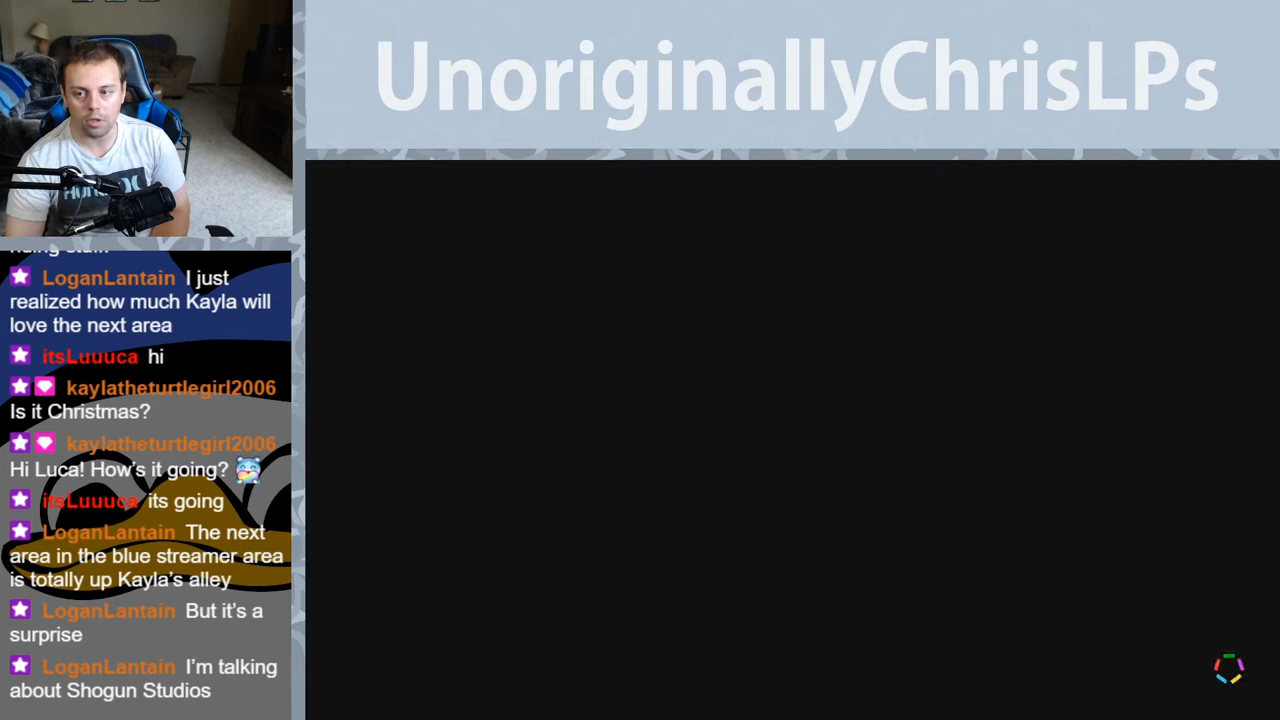 UnoriginallyChrisLPs
LoganLantain I just
realized how much Kayla will
love the next area
itsLuuuca hi
kaylatheturtlegirl2006
Is it Christmas?
kaylatheturtlegirl2006
Hi Luca! How's it going?
itsLuuuca its going
LoganLantain The next
area in the blue streamer area
is totally up Kayla's alley
LoganLantain But it's a
surprise
LoganLantain I'm talking
about Shogun Studios